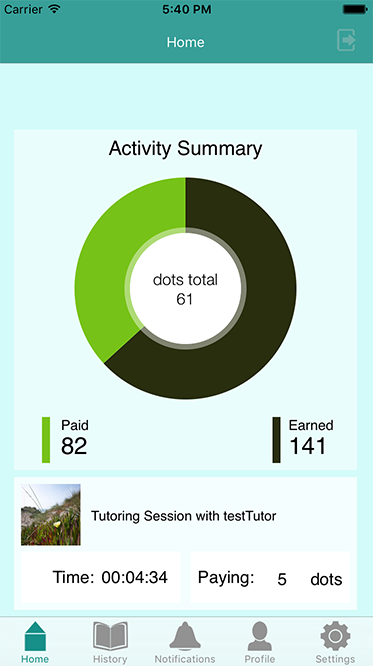 Carrier 5:40 PM
Home
Activity Summary
dots total
61
Paid
82
Earned
141
Tutoring Session with testTutor
Time: 00:04:34
Paying: 5 dots
Home History Notifications Profile Settings